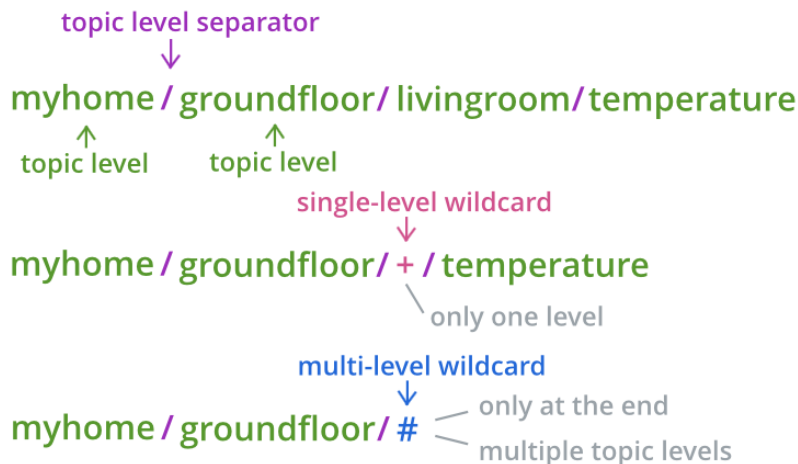 topic level separator
myhome / groundfloor/ livingroom/temperature
topic level topic level
single-level wildcard
myhome / groundfloor/ + / temperature
only one level
multi-level wildcard
only at the end
myhome / groundfloor/ #
multiple topic levels